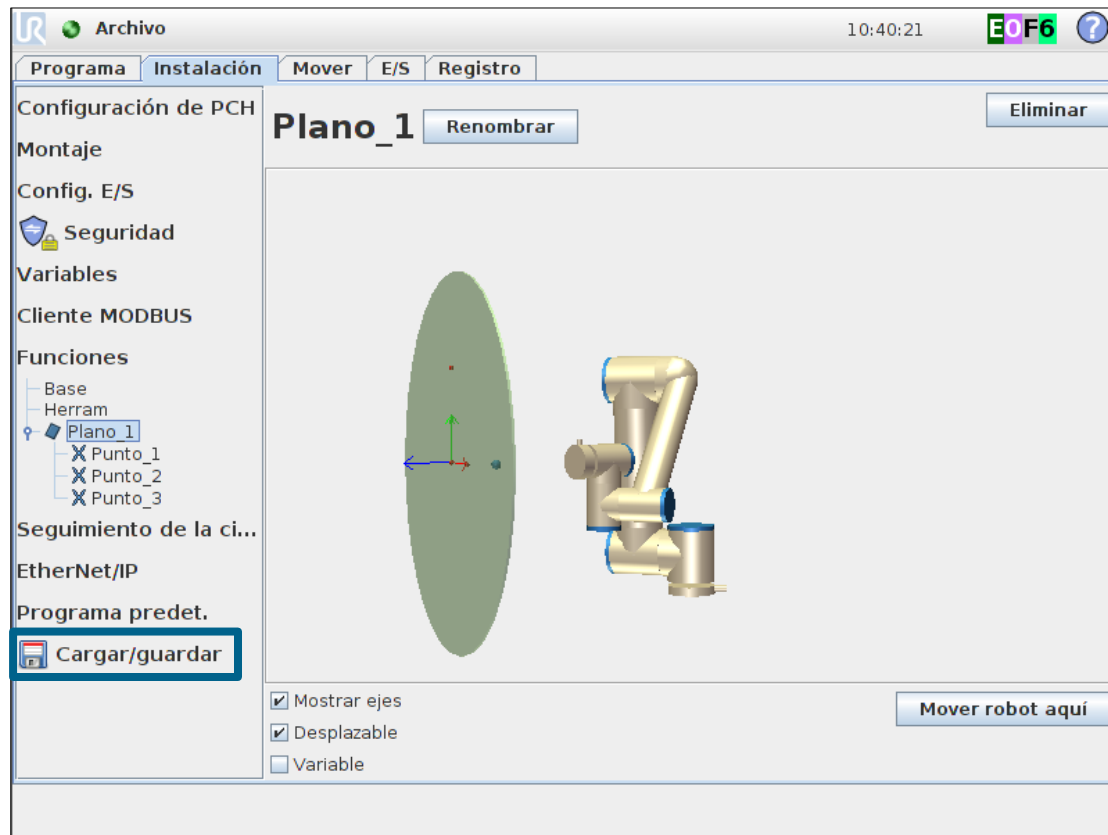 UR Archivo 10:40:21 E0F6 ?
Programa Instalación Mover E/S Registro
Configuración de PCH
Montaje
Config. E/S
Seguridad
Variables
Cliente MODBUS
Funciones
Base
Herram
Plano_1
Punto_1
Punto_2
Punto_3
Seguimiento de la ci...
EtherNet/IP
Programa predet.
Cargar/guardar
Plano_1 Renombrar Eliminar
Mostrar ejes
Desplazable
Variable
Mover robot aquí